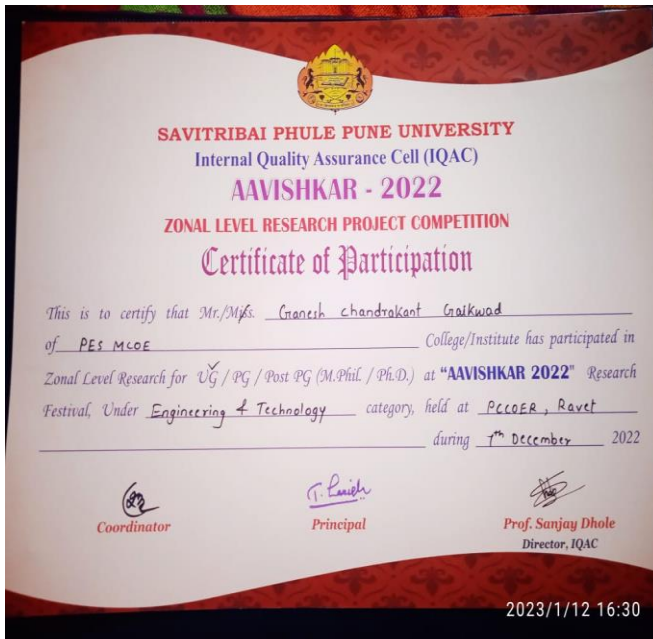 SAVITRIBAI PHULE PUNE UNIVERSITY
Internal Quality Assurance Cell (IQAC)
AAVISHKAR - 2022
ZONAL LEVEL RESEARCH PROJECT COMPETITION
Certificate of Participation
This is to certify that Mr./Miss. Ganesh Chandrakant Gaikwad
of PES MCOE College/Institute has participated in
Zonal Level Research for UG / PG / Post PG (M.Phil. / Ph.D.) at "AAVISHKAR 2022" Research
Festival, Under Engineering & Technology category, held at PCCOER, Ravet
during 7th December 2022
Coordinator
Principal
Prof. Sanjay Dhole
Director, IQAC
2023/1/12 16:30